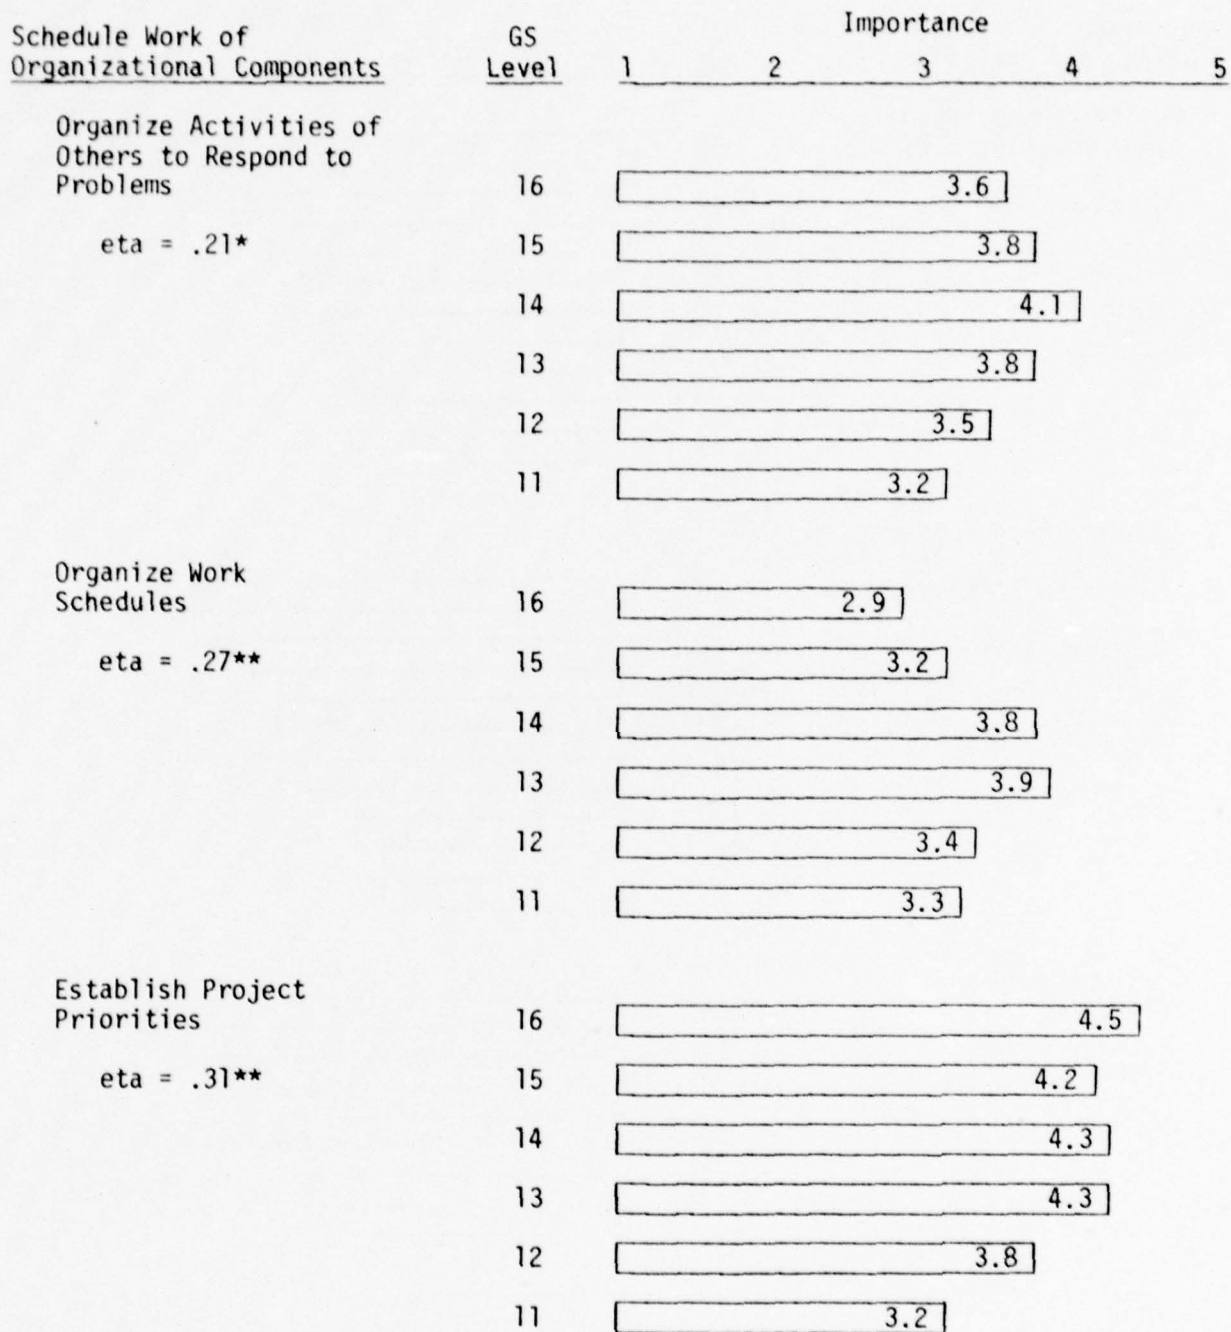 Importance
Schedule Work of GS
Organizational Components Level 1 2 3 4 5
Organize Activities of
Others to Respond to
Problems 16 3.6
eta = .21* 15 3.8
14 4.1
13 3.8
12 3.5
11 3.2
Organize Work
Schedules 16 2.9
eta = .27** 15 3.2
14 3.8
13 3.9
12 3.4
11 3.3
Establish Project
Priorities 16 4.5
eta = .31** 15 4.2
14 4.3
13 4.3
12 3.8
11 3.2